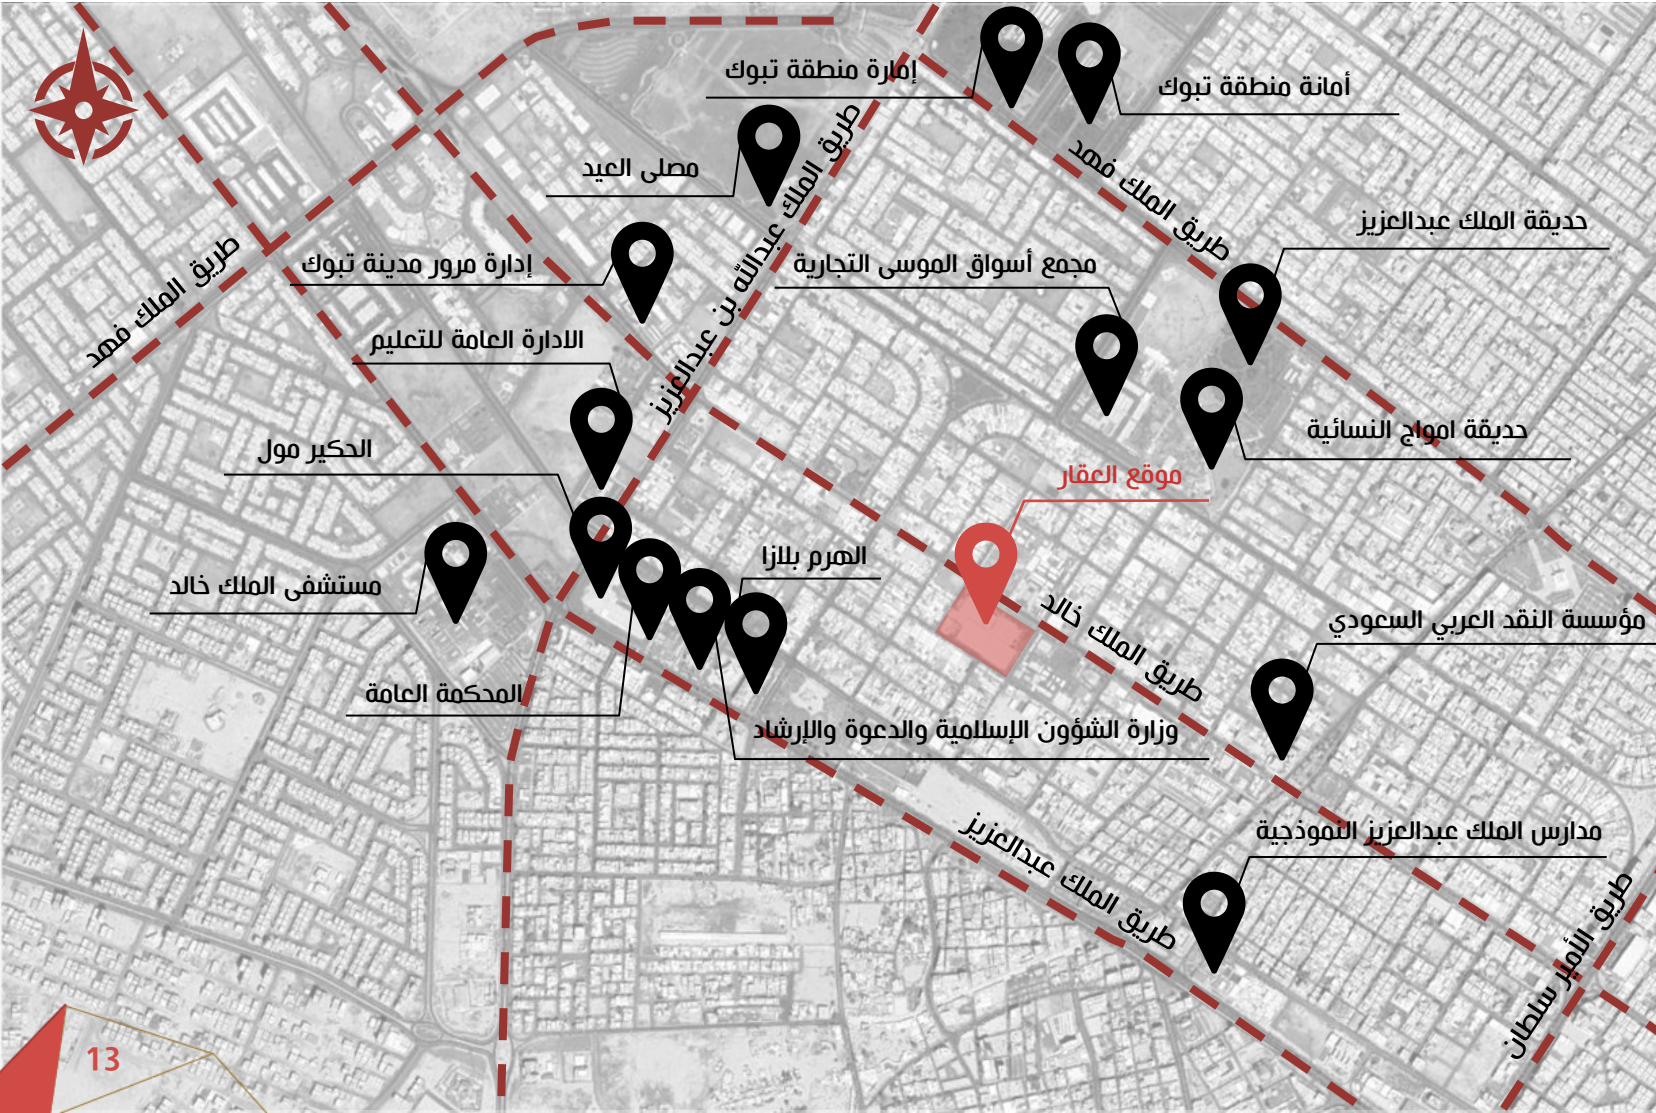 إمارة منطقة تبوك
أمانة منطقة تبوك
مصلى العيد
طريق الملك عبدالله بن عبدالعزيز
طريق الملك فهد
حديقة الملك عبدالعزيز
طريق الملك فهد
إدارة مرور مدينة تبوك
مجمع أسواق الموسى التجارية
الادارة العامة للتعليم
حديقة امواج النسائية
الحكير مول
موقع العقار
الهرم بلازا
مستشفى الملك خالد
طريق الملك خالد
مؤسسة النقد العربي السعودي
المحكمة العامة
وزارة الشؤون الإسلامية والدعوة والإرشاد
مدارس الملك عبدالعزيز النموذجية
طريق الملك عبدالعزيز
طريق الأمير سلطان
13